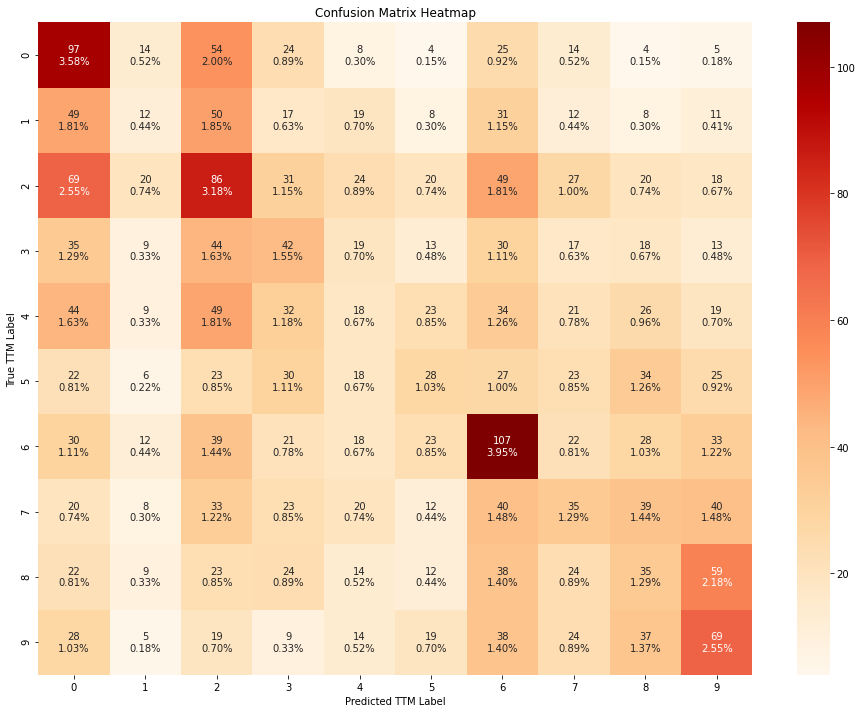 Confusion Matrix Heatmap
97 14 54 24 8 4 25 14 4 5
3.58% 0.52% 2.00% 0.89% 0.30% 0.15% 0.92% 0.52% 0.15% 0.18%
0
49 12 50 17 19 8 31 12 8 11
1.81% 0.44% 1.85% 0.63% 0.70% 0.30% 1.15% 0.44% 0.30% 0.41%
1
69 20 86 31 24 20 49 27 20 18
2.55% 0.74% 3.18% 1.15% 0.89% 0.74% 1.81% 1.00% 0.74% 0.67%
2
35 9 44 42 19 13 30 17 18 13
1.29% 0.33% 1.63% 1.55% 0.70% 0.48% 1.11% 0.63% 0.67% 0.48%
3
44 9 49 32 18 23 34 21 26 19
1.63% 0.33% 1.81% 1.18% 0.67% 0.85% 1.26% 0.78% 0.96% 0.70%
4
True TTM Label
22 6 23 30 18 28 27 23 34 25
0.81% 0.22% 0.85% 1.11% 0.67% 1.03% 1.00% 0.85% 1.26% 0.92%
5
30 12 39 21 18 23 107 22 28 33
1.11% 0.44% 1.44% 0.78% 0.67% 0.85% 3.95% 0.81% 1.03% 1.22%
6
20 8 33 23 20 12 40 35 39 40
0.74% 0.30% 1.22% 0.85% 0.74% 0.44% 1.48% 1.29% 1.44% 1.48%
7
22 9 23 24 14 12 38 24 35 59
0.81% 0.33% 0.85% 0.89% 0.52% 0.44% 1.40% 0.89% 1.29% 2.18%
8
28 5 19 9 14 19 38 24 37 69
1.03% 0.18% 0.70% 0.33% 0.52% 0.70% 1.40% 0.89% 1.37% 2.55%
9
0 1 2 3 4 5 6 7 8 9
Predicted TTM Label
100
80
60
40
20